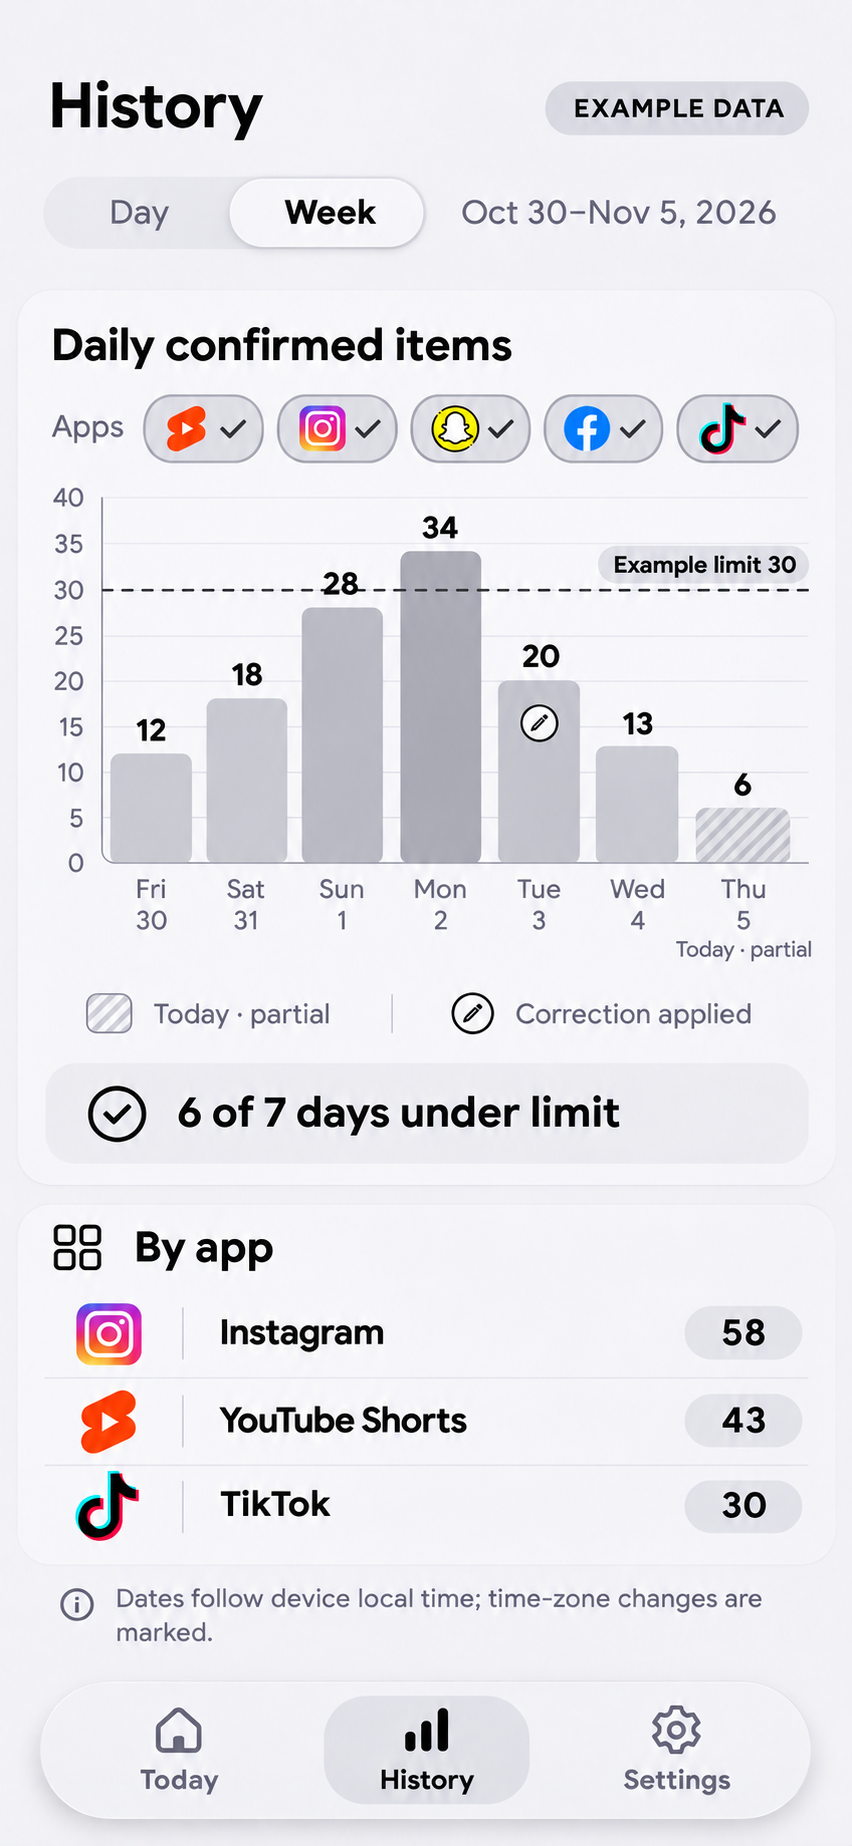 History
EXAMPLE DATA
Day
Week
Oct 30–Nov 5, 2026
Daily confirmed items
Apps
40
35
30
25
20
15
10
5
0
Example limit 30
12
18
28
34
20
13
6
Fri
30
Sat
31
Sun
1
Mon
2
Tue
3
Wed
4
Thu
5
Today · partial
Today · partial
Correction applied
6 of 7 days under limit
By app
Instagram
58
YouTube Shorts
43
TikTok
30
Dates follow device local time; time-zone changes are
marked.
Today
History
Settings